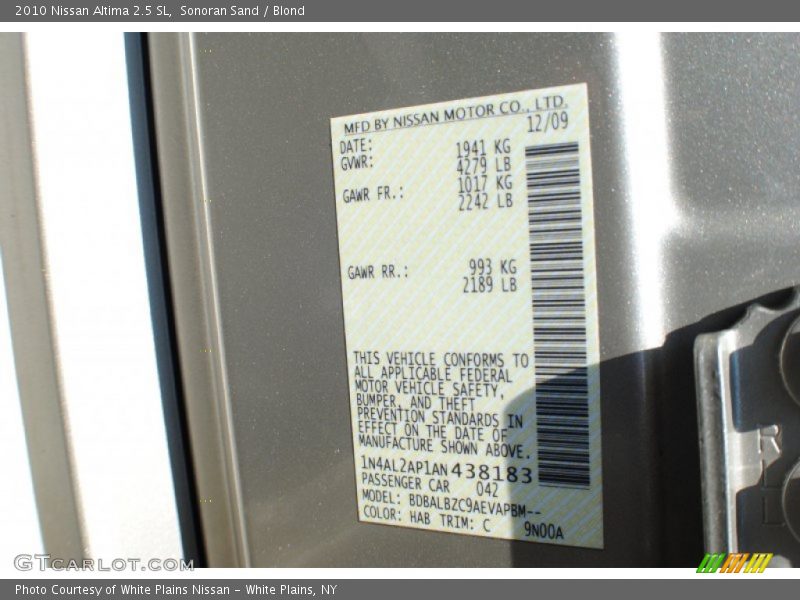 2010 Nissan Altima 2.5 SL,  Sonoran Sand / Blond
MFD BY NISSAN MOTOR CO., LTD.
DATE: 12/09
GVWR: 1941 KG
4279 LB
GAWR FR.: 1017 KG
2242 LB
GAWR RR.: 993 KG
2189 LB
THIS VEHICLE CONFORMS TO
ALL APPLICABLE FEDERAL
MOTOR VEHICLE SAFETY,
BUMPER, AND THEFT
PREVENTION STANDARDS IN
EFFECT ON THE DATE OF
MANUFACTURE SHOWN ABOVE.
1N4AL2AP1AN438183
PASSENGER CAR 042
MODEL: BDBALBZC9AEVAPBM--
COLOR: HAB TRIM: C 9N00A
GTCarLot.com
Photo Courtesy of White Plains Nissan - White Plains, NY